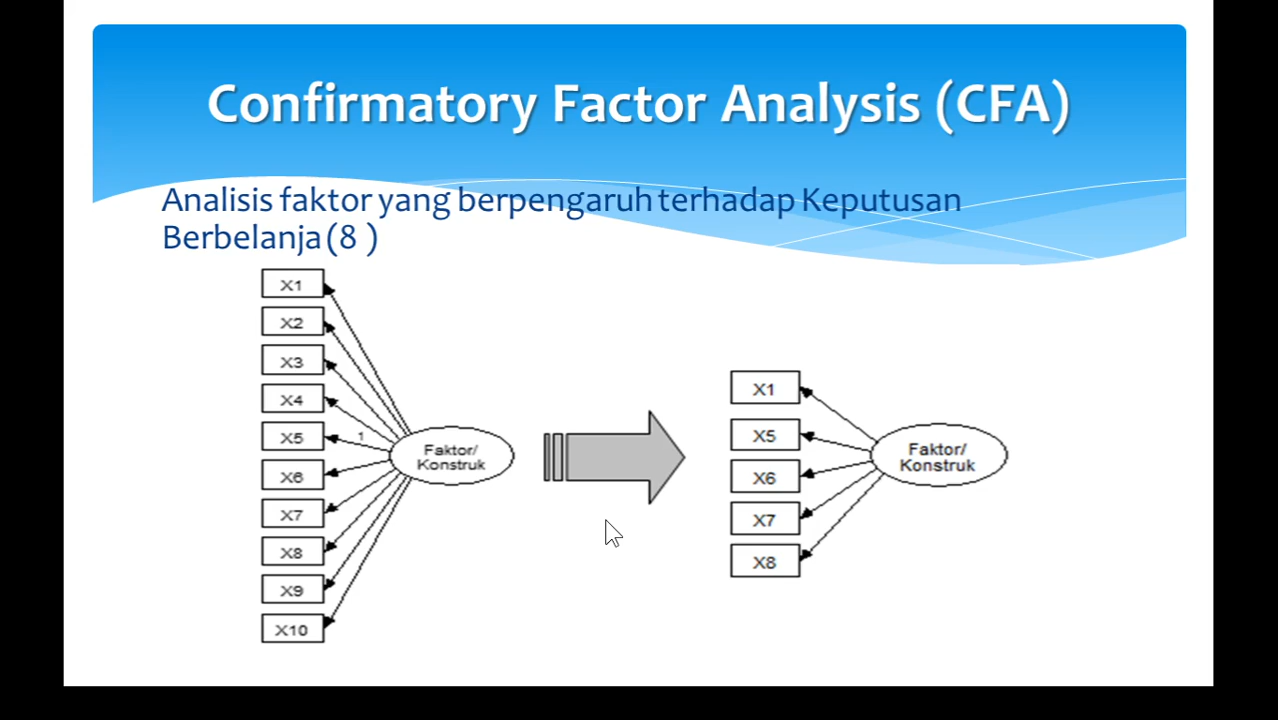 Confirmatory Factor Analysis (CFA)
Analisis faktor yang berpengaruh terhadap Keputusan
Berbelanja (8 )
X1
X2
X3
X4
X5
1
X6
X7
X8
X9
X10
Faktor/
Konstruk
X1
X5
X6
X7
X8
Faktor/
Konstruk